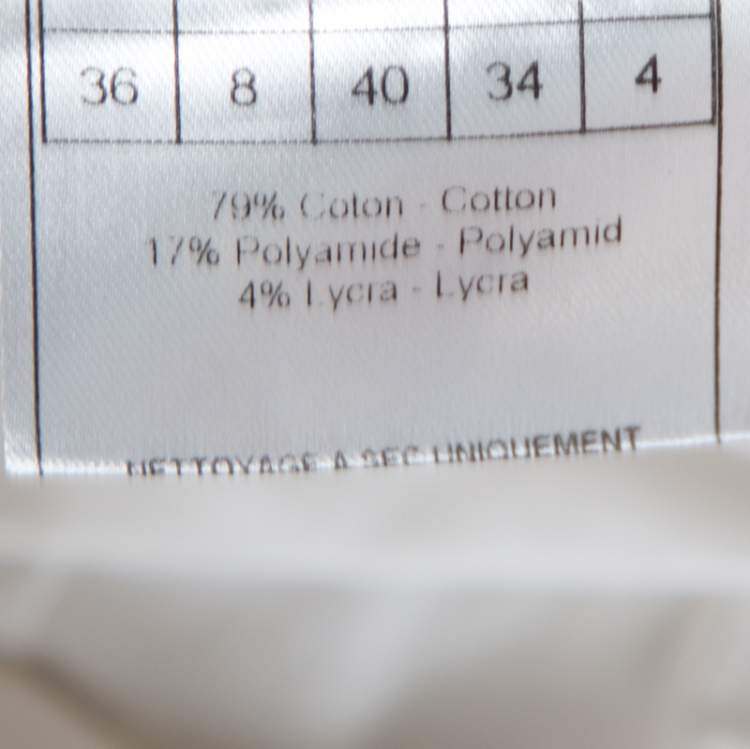 36 8 40 34 4
79% Coton - Cotton
17% Polyamide - Polyamid
4% Lycra - Lycra
NETTOYAGE A SEC UNIQUEMENT